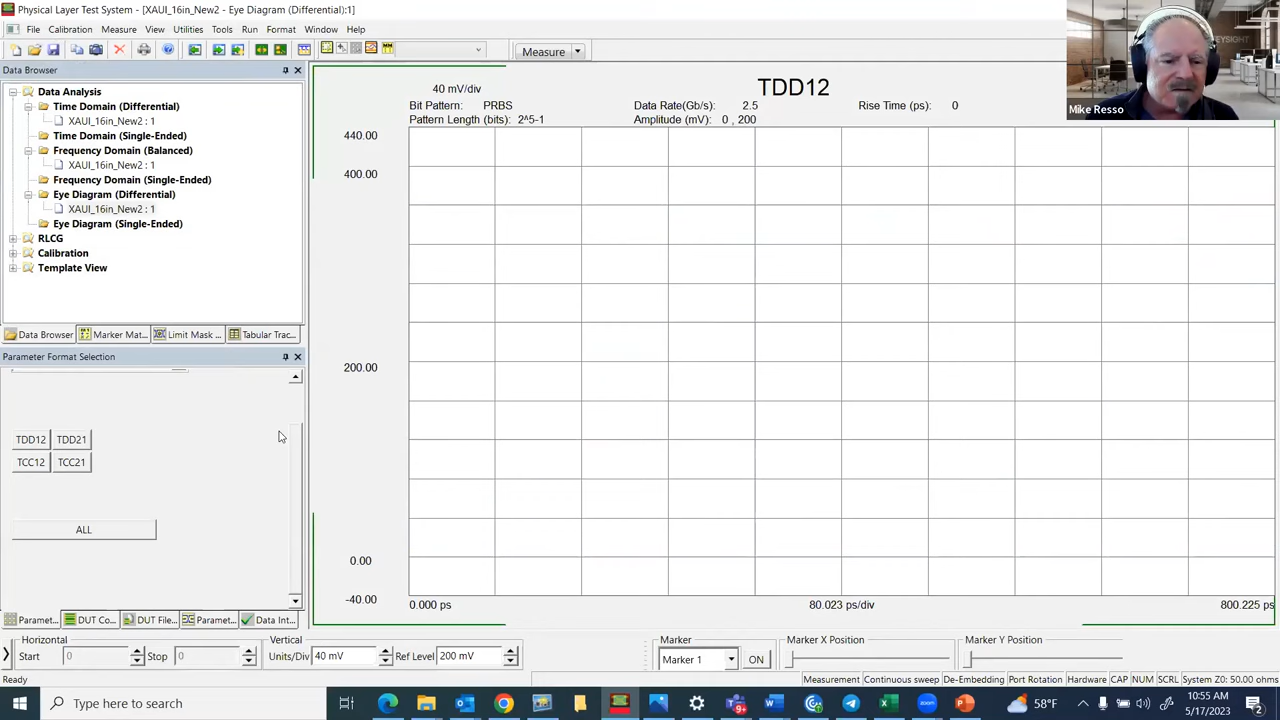 Physical Layer Test System - [XAUI_16in_New2 - Eye Diagram (Differential):1]
File Calibration Measure View Utilities Tools Run Format Window Help
Measure
Data Browser
Data Analysis
Time Domain (Differential)
XAUI_16in_New2 : 1
Time Domain (Single-Ended)
Frequency Domain (Balanced)
XAUI_16in_New2 : 1
Frequency Domain (Single-Ended)
Eye Diagram (Differential)
XAUI_16in_New2 : 1
Eye Diagram (Single-Ended)
RLCG
Calibration
Template View
Data Browser Marker Mat... Limit Mask ... Tabular Trac...
Parameter Format Selection
TDD12 TDD21
TCC12 TCC21
ALL
Paramet... DUT Co... DUT File... Paramet... Data Int...
40 mV/div
TDD12
Bit Pattern: PRBS Data Rate(Gb/s): 2.5 Rise Time (ps): 0
Pattern Length (bits): 2^5-1 Amplitude (mV): 0 , 200
440.00
400.00
200.00
0.00
-40.00
0.000 ps 80.023 ps/div 800.225 ps
EYSIGHT
Mike Resso
Horizontal Vertical Marker Marker X Position Marker Y Position
Start 0 Stop 0 Units/Div 40 mV Ref Level 200 mV Marker 1 ON
Ready Measurement Continuous sweep De-Embedding Port Rotation Hardware CAP NUM SCRL System Z0: 50.00 ohms
Type here to search
58°F
10:55 AM
5/17/2023
2